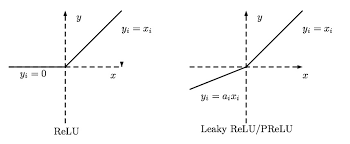 y
y
y_i = x_i
y_i = x_i
y_i = 0
x
x
y_i = a_i x_i
ReLU
Leaky ReLU/PReLU